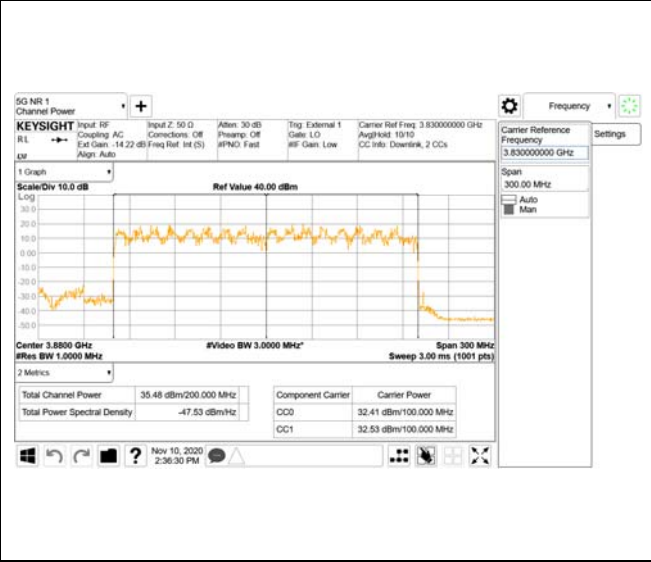 5G NR 1
Channel Power
Frequency
KEYSIGHT
RL
Input: RF
Coupling: AC
Ext Gain: -14.22 dB
Align: Auto
Input Z: 50 Ω
Corrections: Off
Freq Ref: Int (S)
Atten: 30 dB
Preamp: Off
#PNO: Fast
Trig: External 1
Gate: LO
#IF Gain: Low
Carrier Ref Freq: 3.830000000 GHz
Avg|Hold: 10/10
CC Info: Downlink, 2 CCs
Carrier Reference
Frequency
3.830000000 GHz
Settings
Span
300.00 MHz
Auto
Man
1 Graph
Scale/Div 10.0 dB
Ref Value 40.00 dBm
Log
30.0
20.0
10.0
0.00
-10.0
-20.0
-30.0
-40.0
-50.0
Center 3.8800 GHz
#Video BW 3.0000 MHz*
Span 300 MHz
#Res BW 1.0000 MHz
Sweep 3.00 ms (1001 pts)
2 Metrics
Total Channel Power 35.48 dBm/200.000 MHz
Total Power Spectral Density -47.53 dBm/Hz
Component Carrier Carrier Power
CC0 32.41 dBm/100.000 MHz
CC1 32.53 dBm/100.000 MHz
Nov 10, 2020
2:36:30 PM